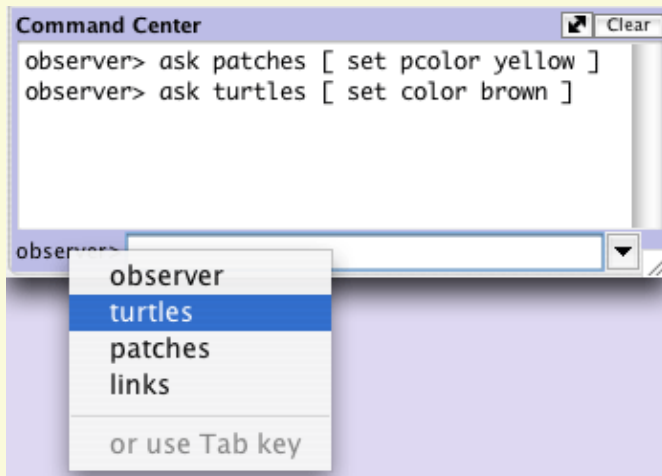 Command Center Clear
observer> ask patches [ set pcolor yellow ]
observer> ask turtles [ set color brown ]
observer>
observer
turtles
patches
links
or use Tab key